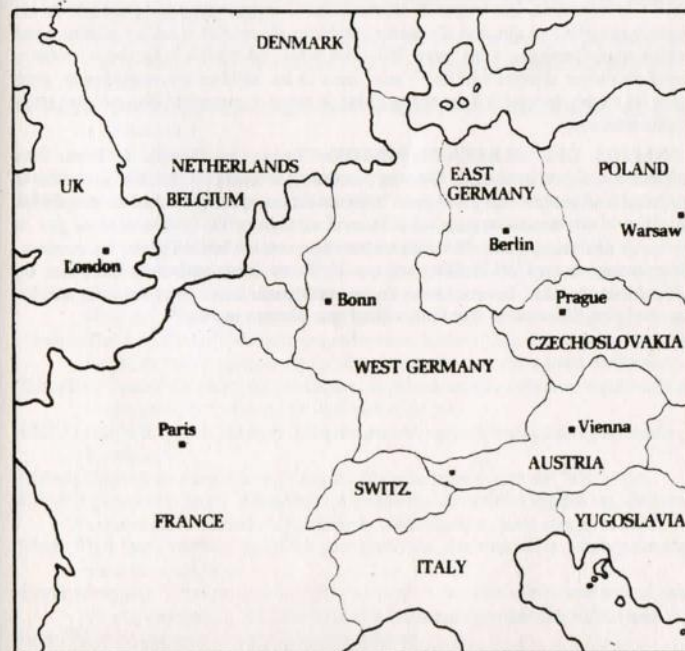 DENMARK
NETHERLANDS
EAST
GERMANY
POLAND
UK
BELGIUM
Warsaw
Berlin
London
Bonn
Prague
CZECHOSLOVAKIA
WEST GERMANY
Paris
Vienna
AUSTRIA
SWITZ
FRANCE
YUGOSLAVIA
ITALY